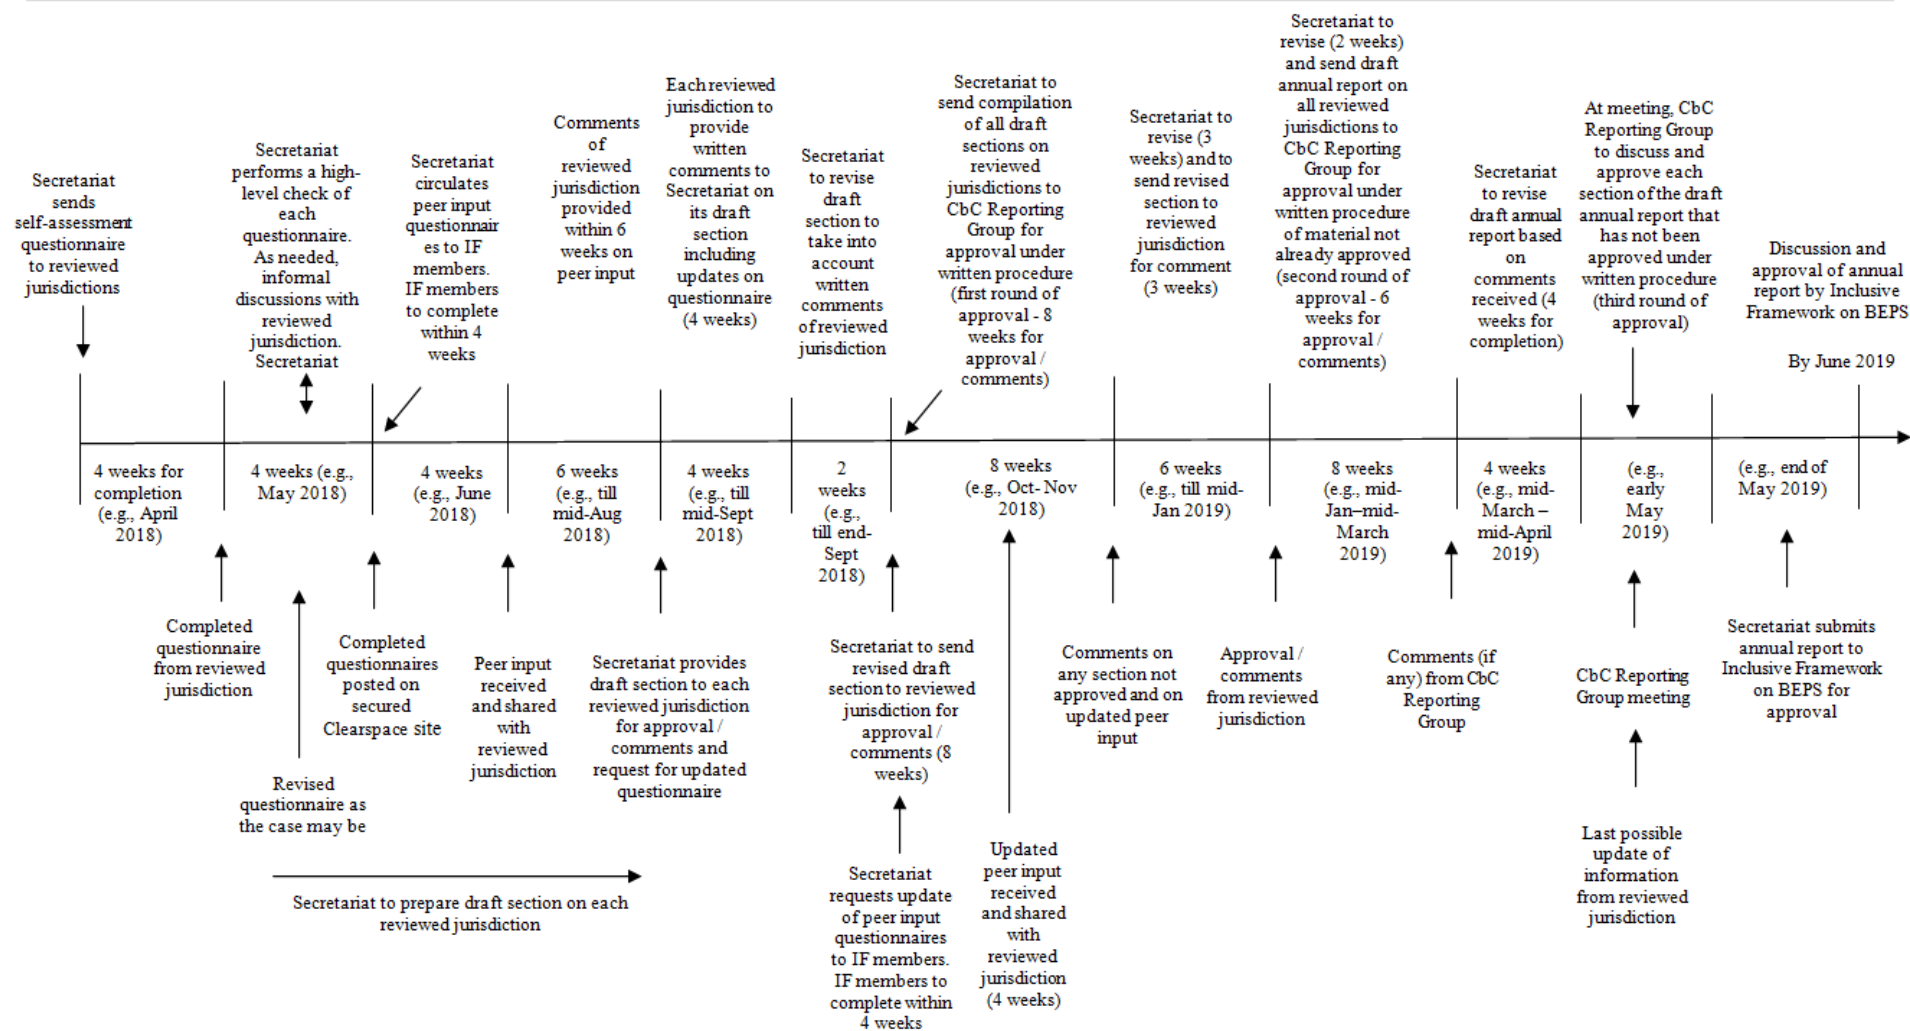 Secretariat
sends
self-assessment
questionnaire
to reviewed
jurisdictions
Secretariat
performs a high-
level check of
each
questionnaire.
As needed,
informal
discussions with
reviewed
jurisdiction.
Secretariat
Secretariat
circulates
peer input
questionnair
es to IF
members.
IF members
to complete
within 4
weeks
Comments
of
reviewed
jurisdiction
provided
within 6
weeks on
peer input
Each reviewed
jurisdiction to
provide
written
comments to
Secretariat on
its draft
section
including
updates on
questionnaire
(4 weeks)
Secretariat
to revise
draft
section to
take into
account
written
comments
of reviewed
jurisdiction
Secretariat to
send compilation
of all draft
sections on
reviewed
jurisdictions to
CbC Reporting
Group for
approval under
written procedure
(first round of
approval - 8
weeks for
approval /
comments)
Secretariat to
revise (3
weeks) and to
send revised
section to
reviewed
jurisdiction
for comment
(3 weeks)
Secretariat to
revise (2 weeks)
and send draft
annual report on
all reviewed
jurisdictions to
CbC Reporting
Group for
approval under
written procedure
of material not
already approved
(second round of
approval - 6
weeks for
approval /
comments)
Secretariat
to revise
draft annual
report based
on
comments
received (4
weeks for
completion)
At meeting, CbC
Reporting Group
to discuss and
approve each
section of the draft
annual report that
has not been
approved under
written procedure
(third round of
approval)
Discussion and
approval of annual
report by Inclusive
Framework on BEPS
By June 2019
4 weeks for
completion
(e.g., April
2018)
4 weeks (e.g.,
May 2018)
4 weeks
(e.g., June
2018)
6 weeks
(e.g., till
mid-Aug
2018)
4 weeks
(e.g., till
mid-Sept
2018)
2
weeks
(e.g.,
till end-
Sept
2018)
8 weeks
(e.g., Oct- Nov
2018)
6 weeks
(e.g., till mid-
Jan 2019)
8 weeks
(e.g., mid-
Jan–mid-
March
2019)
4 weeks
(e.g., mid-
March –
mid-April
2019)
(e.g.,
early
May
2019)
(e.g., end of
May 2019)
Completed
questionnaire
from reviewed
jurisdiction
Revised
questionnaire as
the case may be
Completed
questionnaires
posted on
secured
Clearspace site
Peer input
received
and shared
with
reviewed
jurisdiction
Secretariat provides
draft section to each
reviewed jurisdiction
for approval /
comments and
request for updated
questionnaire
Secretariat to prepare draft section on each
reviewed jurisdiction
Secretariat to send
revised draft
section to reviewed
jurisdiction for
approval /
comments (8
weeks)
Secretariat
requests update
of peer input
questionnaires
to IF members.
IF members to
complete within
4 weeks
Updated
peer input
received
and shared
with
reviewed
jurisdiction
(4 weeks)
Comments on
any section not
approved and on
updated peer
input
Approval /
comments
from reviewed
jurisdiction
Comments (if
any) from CbC
Reporting
Group
CbC Reporting
Group meeting
Last possible
update of
information
from reviewed
jurisdiction
Secretariat submits
annual report to
Inclusive Framework
on BEPS for
approval